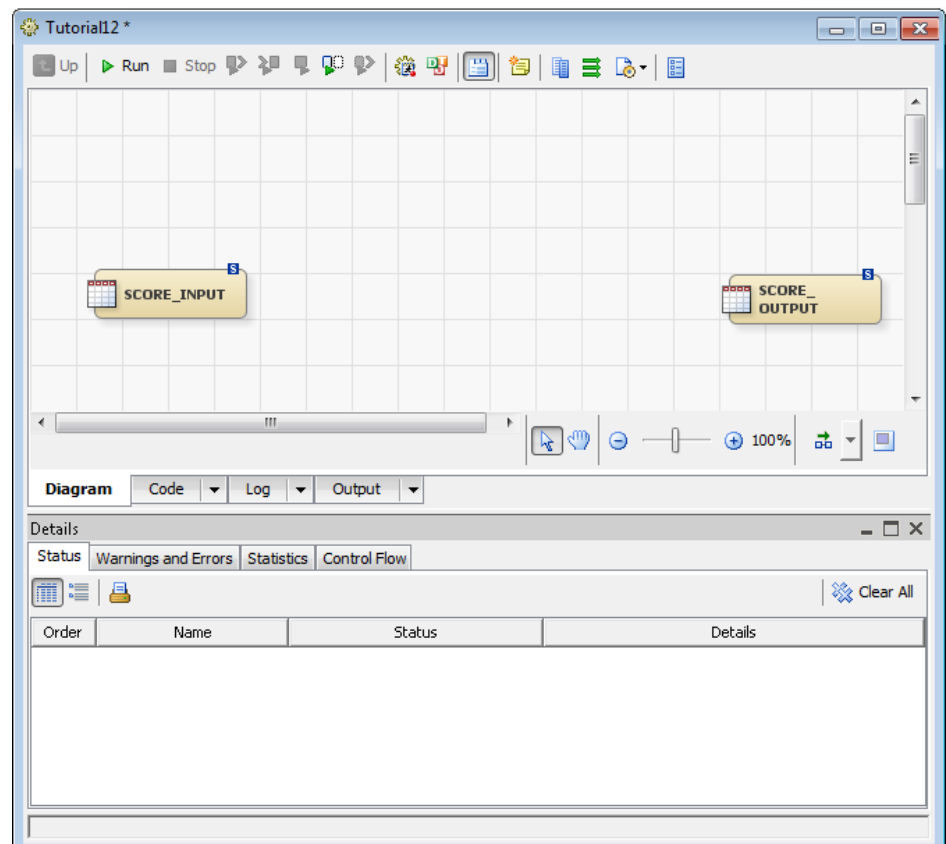 Tutorial12 *
Up Run Stop
S
SCORE_INPUT
S
SCORE_
OUTPUT
100%
Diagram Code Log Output
Details
Status Warnings and Errors Statistics Control Flow
Clear All
Order Name Status Details